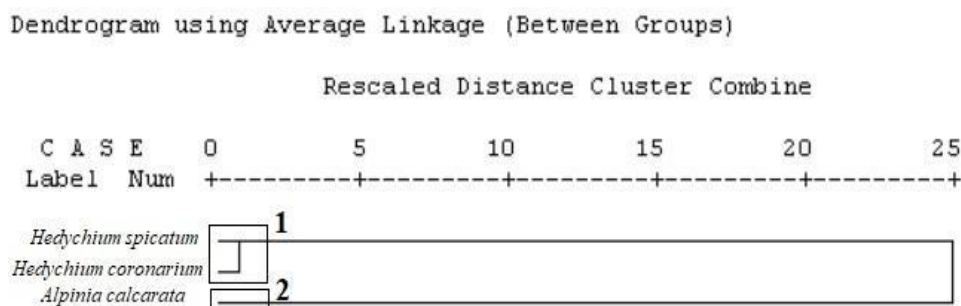 Dendrogram using Average Linkage (Between Groups)
Rescaled Distance Cluster Combine
C A S E 0 5 10 15 20 25
Label Num +---------+---------+---------+---------+---------+
Hedychium spicatum 1
Hedychium coronarium
Alpinia calcarata 2